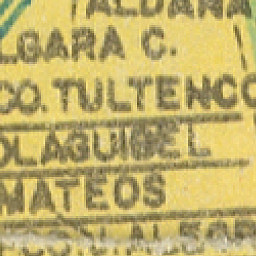 ALDANA
LGARA C.
CO. TULTENCO
OLAGUIBEL
MATEOS